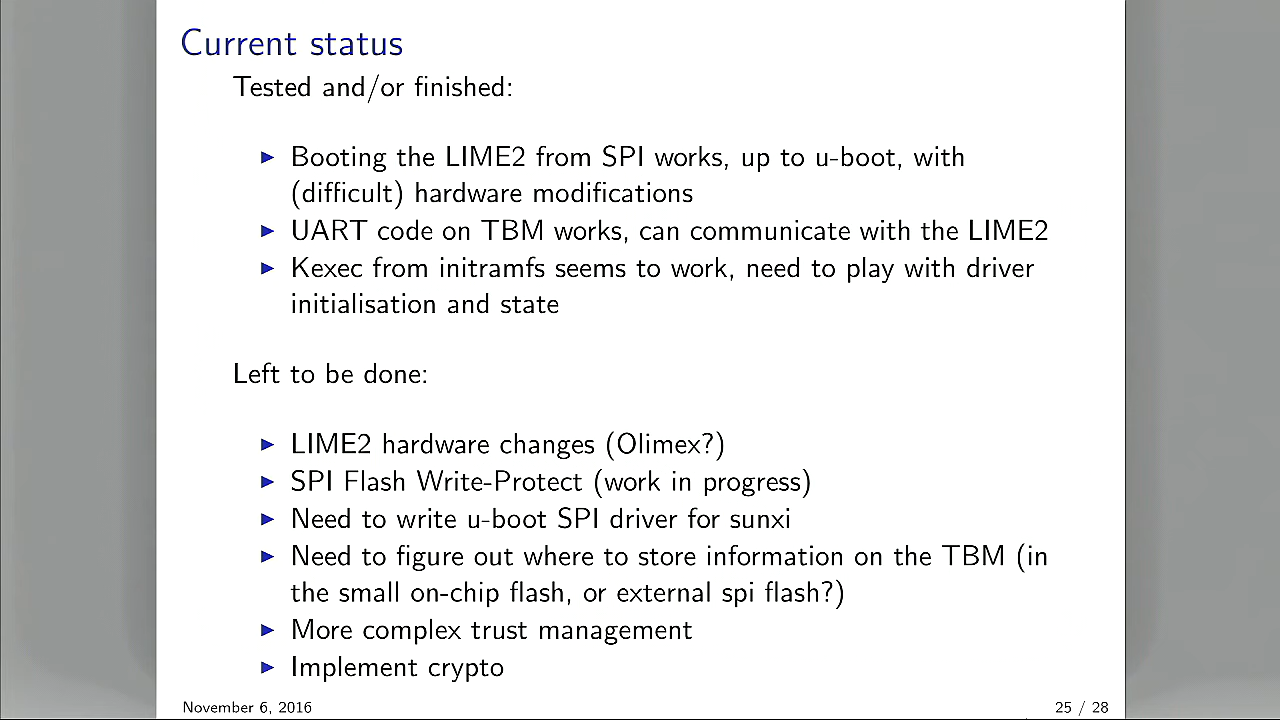 Current status
Tested and/or finished:
Booting the LIME2 from SPI works, up to u-boot, with
(difficult) hardware modifications
UART code on TBM works, can communicate with the LIME2
Kexec from initramfs seems to work, need to play with driver
initialisation and state
Left to be done:
LIME2 hardware changes (Olimex?)
SPI Flash Write-Protect (work in progress)
Need to write u-boot SPI driver for sunxi
Need to figure out where to store information on the TBM (in
the small on-chip flash, or external spi flash?)
More complex trust management
Implement crypto
November 6, 2016
25 / 28